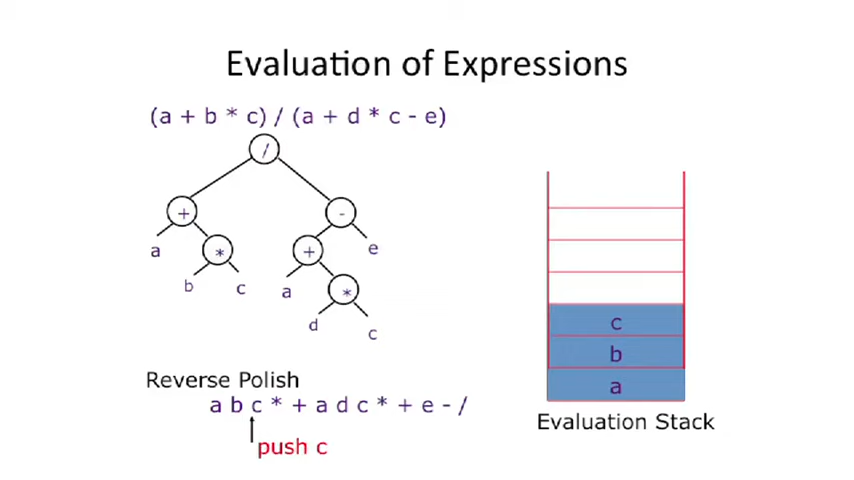 Evaluation of Expressions
(a + b * c) / (a + d * c - e)
/
+ -
a * + e
b c a *
d c
Reverse Polish
a b c * + a d c * + e - /
push c
c
b
a
Evaluation Stack